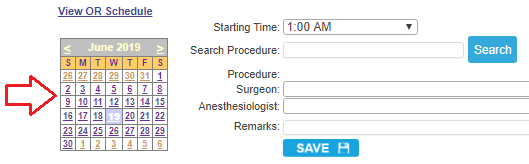 View OR Schedule
< June 2019 >
S M T W T F S
26 27 28 29 30 31 1
2 3 4 5 6 7 8
9 10 11 12 13 14 15
16 17 18 19 20 21 22
23 24 25 26 27 28 29
30 1 2 3 4 5 6
Starting Time: 1:00 AM
Search Procedure: Search
Procedure:
Surgeon:
Anesthesiologist:
Remarks:
SAVE